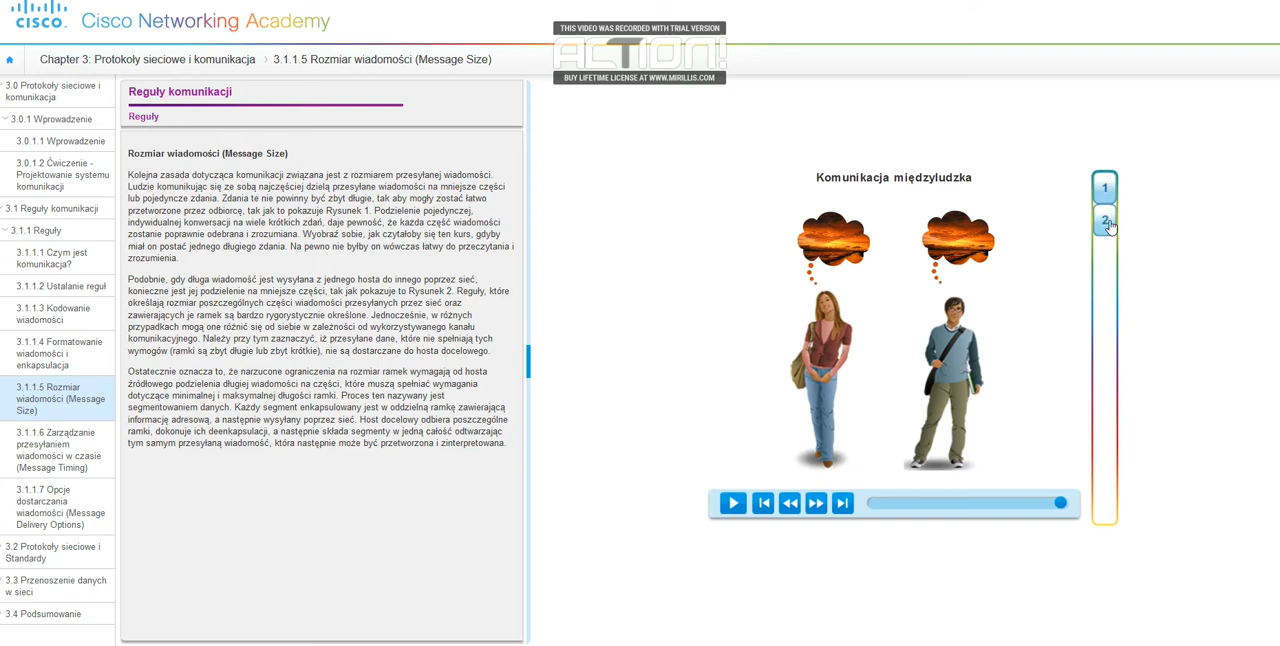 cisco. Cisco Networking Academy
THIS VIDEO WAS RECORDED WITH TRIAL VERSION
ACTION!
BUY LIFETIME LICENSE AT WWW.MIRILLIS.COM
Chapter 3: Protokoły sieciowe i komunikacja
3.1.1.5 Rozmiar wiadomości (Message Size)
3.0 Protokoły sieciowe i
komunikacja
3.0.1 Wprowadzenie
3.0.1.1 Wprowadzenie
3.0.1.2 Ćwiczenie -
Projektowanie systemu
komunikacji
3.1 Reguły komunikacji
3.1.1 Reguły
3.1.1.1 Czym jest
komunikacja?
3.1.1.2 Ustalanie reguł
3.1.1.3 Kodowanie
wiadomości
3.1.1.4 Formatowanie
wiadomości i
enkapsulacja
3.1.1.5 Rozmiar
wiadomości (Message
Size)
3.1.1.6 Zarządzanie
przesyłaniem
wiadomości w czasie
(Message Timing)
3.1.1.7 Opcje
dostarczania
wiadomości (Message
Delivery Options)
3.2 Protokoły sieciowe i
Standardy
3.3 Przenoszenie danych
w sieci
3.4 Podsumowanie
Reguły komunikacji
Reguły
Rozmiar wiadomości (Message Size)
Kolejna zasada dotycząca komunikacji związana jest z rozmiarem przesyłanej wiadomości.
Ludzie komunikując się ze sobą najczęściej dzielą przesyłane wiadomości na mniejsze części
lub pojedyncze zdania. Zdania te nie powinny być zbyt długie, tak aby mogły zostać łatwo
przetworzone przez odbiorcę, tak jak to pokazuje Rysunek 1. Podzielenie pojedynczej,
indywidualnej konwersacji na wiele krótkich zdań, daje pewność, że każda część wiadomości
zostanie poprawnie odebrana i zrozumiana. Wyobraź sobie, jak czytałoby się ten kurs, gdyby
miał on postać jednego długiego zdania. Na pewno nie byłby on wówczas łatwy do przeczytania i
zrozumienia.
Podobnie, gdy długa wiadomość jest wysyłana z jednego hosta do innego poprzez sieć,
konieczne jest jej podzielenie na mniejsze części, tak jak pokazuje to Rysunek 2. Reguły, które
określają rozmiar poszczególnych części wiadomości przesyłanych przez sieć oraz
zawierających je ramek są bardzo rygorystycznie określone. Jednocześnie, w różnych
przypadkach mogą one różnić się od siebie w zależności od wykorzystywanego kanału
komunikacyjnego. Należy przy tym zaznaczyć, iż przesyłane dane, które nie spełniają tych
wymogów (ramki są zbyt długie lub zbyt krótkie), nie są dostarczane do hosta docelowego.
Ostatecznie oznacza to, że narzucone ograniczenia na rozmiar ramek wymagają od hosta
źródłowego podzielenia długiej wiadomości na części, które muszą spełniać wymagania
dotyczące minimalnej i maksymalnej długości ramki. Proces ten nazywany jest
segmentowaniem danych. Każdy segment enkapsulowany jest w oddzielną ramkę zawierającą
informację adresową, a następnie wysyłany poprzez sieć. Host docelowy odbiera poszczególne
ramki, dokonuje ich deenkapsulacji, a następnie składa segmenty w jedną całość odtwarzając
tym samym przesyłaną wiadomość, która następnie może być przetworzona i zinterpretowana.
Komunikacja międzyludzka
1
2